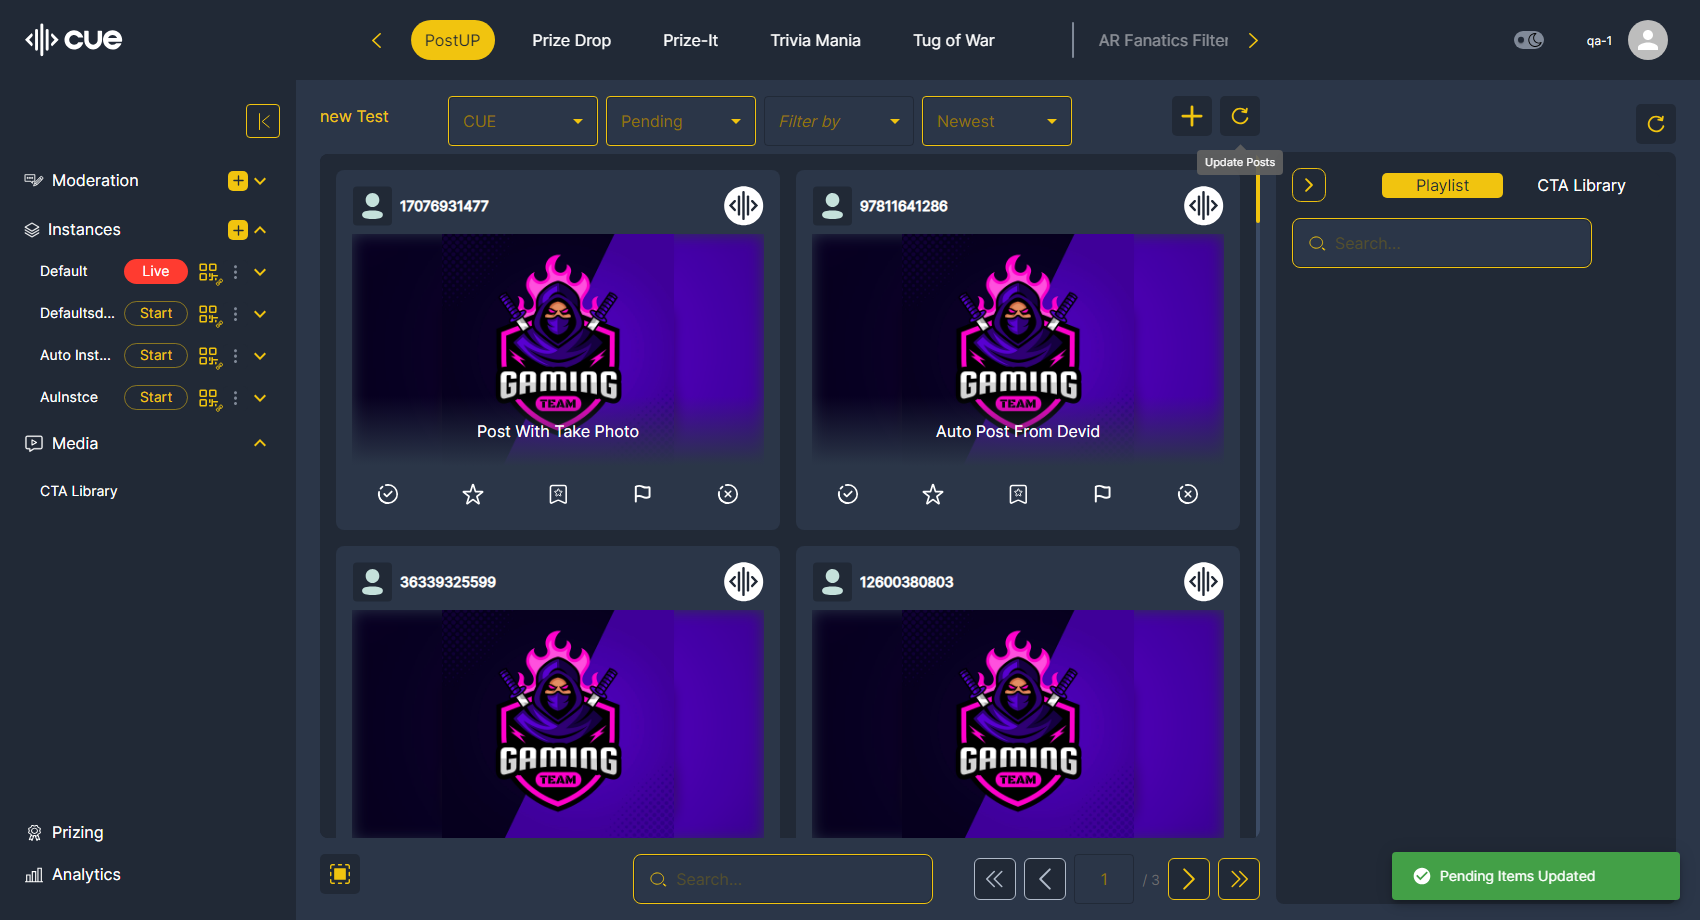 cue
PostUP
Prize Drop
Prize-It
Trivia Mania
Tug of War
AR Fanatics Filter
qa-1
Moderation
Instances
Default
Live
Defaultsd...
Start
Auto Inst...
Start
AuInstce
Start
Media
CTA Library
Prizing
Analytics
new Test
CUE
Pending
Filter by
Newest
Update Posts
17076931477
GAMING
TEAM
Post With Take Photo
97811641286
GAMING
TEAM
Auto Post From Devid
36339325599
GAMING
TEAM
12600380803
GAMING
TEAM
Search...
1
/ 3
Playlist
CTA Library
Search...
Pending Items Updated